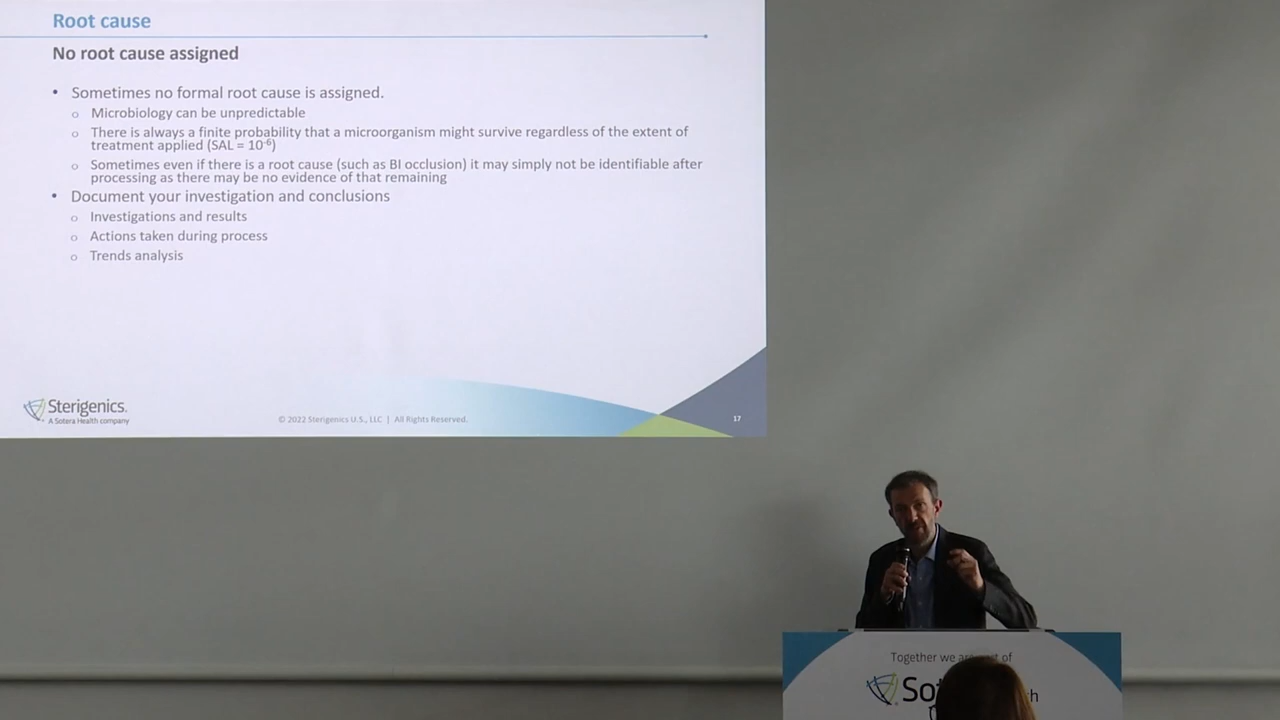 Root cause
No root cause assigned
• Sometimes no formal root cause is assigned.
o Microbiology can be unpredictable
o There is always a finite probability that a microorganism might survive regardless of the extent of
treatment applied (SAL = 10⁻⁶)
o Sometimes even if there is a root cause (such as BI occlusion) it may simply not be identifiable after
processing as there may be no evidence of that remaining
• Document your investigation and conclusions
o Investigations and results
o Actions taken during process
o Trends analysis
Sterigenics.
A Sotera Health company
© 2022 Sterigenics U.S., LLC | All Rights Reserved.
17
Together we are of